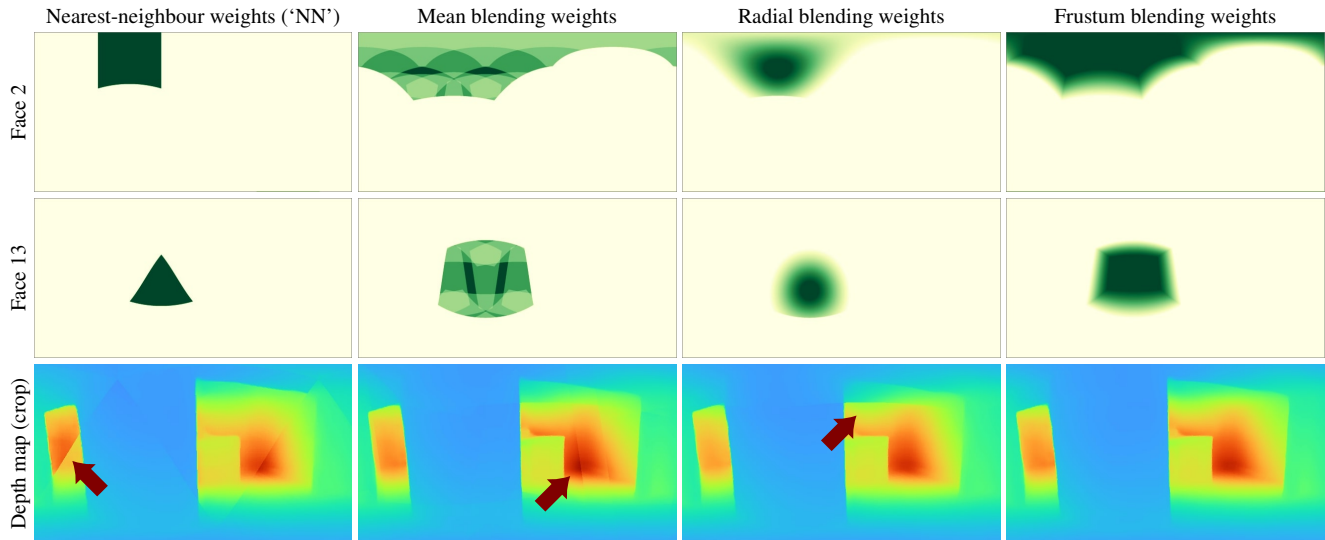 Nearest-neighbour weights (‘NN’)
Mean blending weights
Radial blending weights
Frustum blending weights
Face 2
Face 13
Depth map (crop)